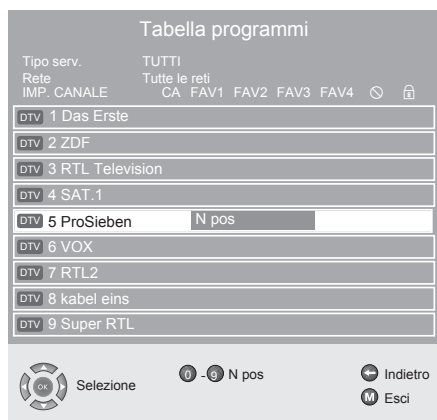 Tabella programmi
Tipo serv. TUTTI
Rete Tutte le reti
IMP. CANALE CA FAV1 FAV2 FAV3 FAV4
DTV 1 Das Erste
DTV 2 ZDF
DTV 3 RTL Television
DTV 4 SAT.1
DTV 5 ProSieben N pos
DTV 6 VOX
DTV 7 RTL2
DTV 8 kabel eins
DTV 9 Super RTL
OK Selezione 0 - 9 N pos Indietro
M Esci